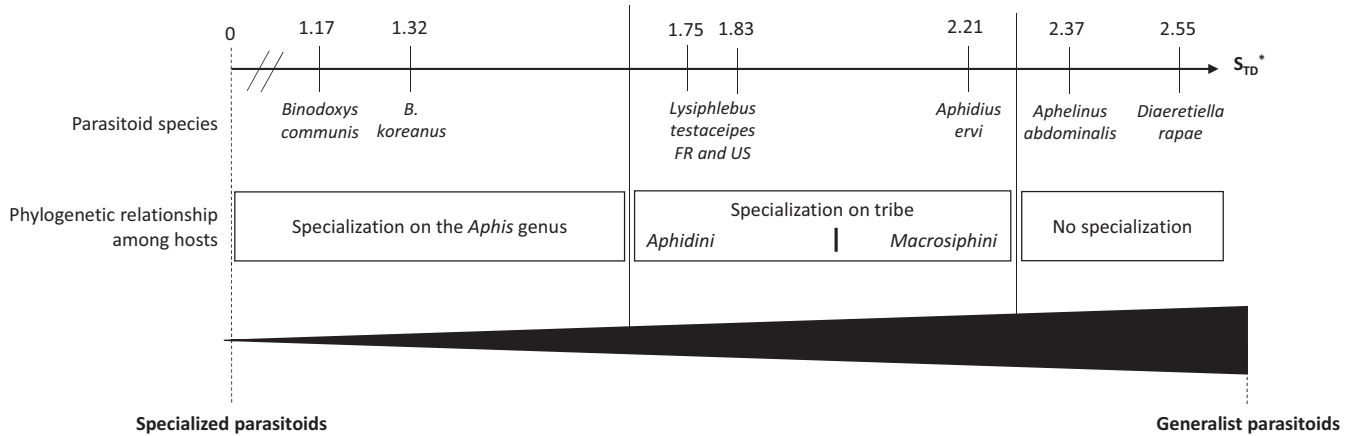 0
1.17
1.32
1.75
1.83
2.21
2.37
2.55
S_TD*
Parasitoid species
Binodoxys
communis
B.
koreanus
Lysiphlebus
testaceipes
FR and US
Aphidius
ervi
Aphelinus
abdominalis
Diaeretiella
rapae
Phylogenetic relationship
among hosts
Specialization on the Aphis genus
Specialization on tribe
Aphidini
Macrosiphini
No specialization
Specialized parasitoids
Generalist parasitoids